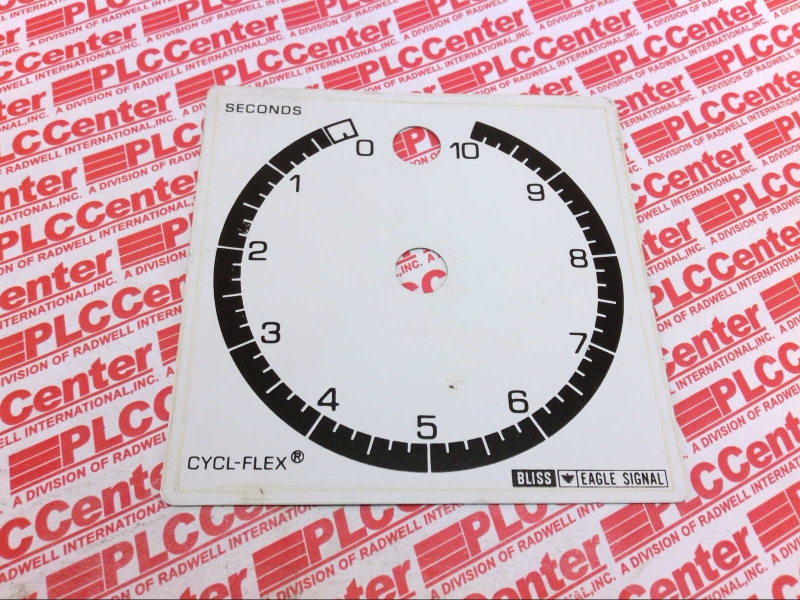 SECONDS
0
10
1
9
2
8
3
7
4
6
5
CYCL-FLEX®
BLISS EAGLE SIGNAL
PLCCenter
A DIVISION OF RADWELL INTERNATIONAL, INC.